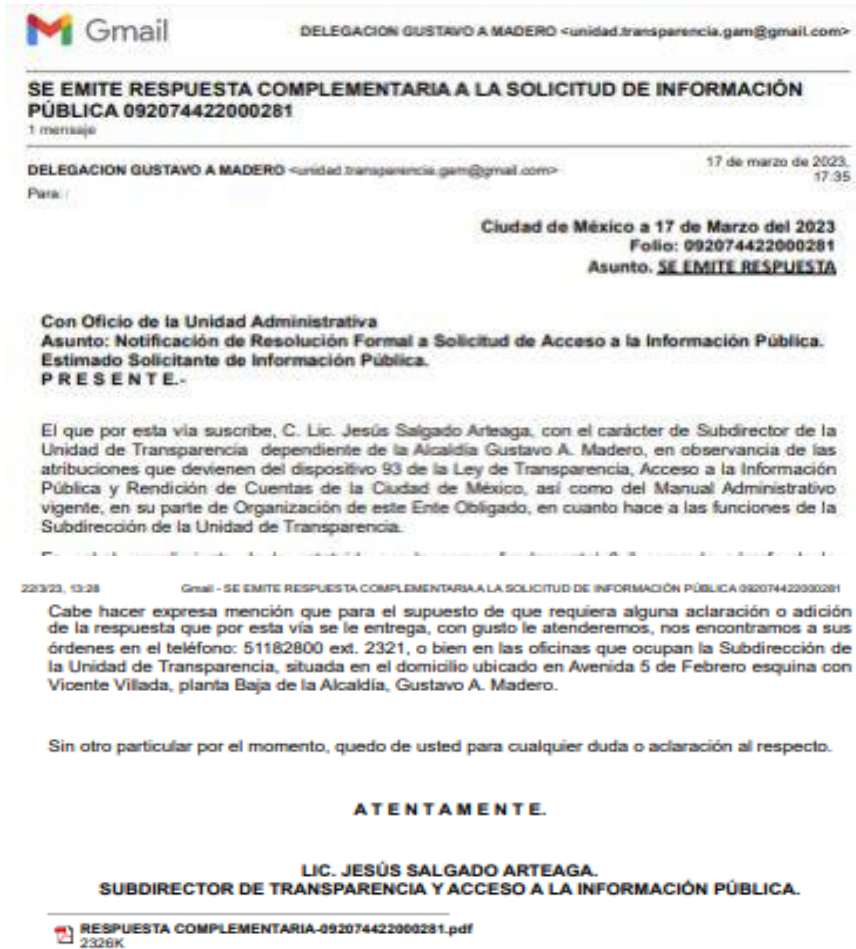 Gmail
DELEGACION GUSTAVO A MADERO <unidad.transparencia.gam@gmail.com>
SE EMITE RESPUESTA COMPLEMENTARIA A LA SOLICITUD DE INFORMACIÓN
PÚBLICA 092074422000281
1 mensaje
DELEGACION GUSTAVO A MADERO <unidad.transparencia.gam@gmail.com>
17 de marzo de 2023,
17:35
Para:
Ciudad de México a 17 de Marzo del 2023
Folio: 092074422000281
Asunto. SE EMITE RESPUESTA
Con Oficio de la Unidad Administrativa
Asunto: Notificación de Resolución Formal a Solicitud de Acceso a la Información Pública.
Estimado Solicitante de Información Pública.
P R E S E N T E.-
El que por esta vía suscribe, C. Lic. Jesús Salgado Arteaga, con el carácter de Subdirector de la
Unidad de Transparencia dependiente de la Alcaldía Gustavo A. Madero, en observancia de las
atribuciones que devienen del dispositivo 93 de la Ley de Transparencia, Acceso a la Información
Pública y Rendición de Cuentas de la Ciudad de México, así como del Manual Administrativo
vigente, en su parte de Organización de este Ente Obligado, en cuanto hace a las funciones de la
Subdirección de la Unidad de Transparencia.
22/3/23, 13:28
Gmail - SE EMITE RESPUESTA COMPLEMENTARIA A LA SOLICITUD DE INFORMACIÓN PÚBLICA 092074422000281
Cabe hacer expresa mención que para el supuesto de que requiera alguna aclaración o adición
de la respuesta que por esta vía se le entrega, con gusto le atenderemos, nos encontramos a sus
órdenes en el teléfono: 51182800 ext. 2321, o bien en las oficinas que ocupan la Subdirección de
la Unidad de Transparencia, situada en el domicilio ubicado en Avenida 5 de Febrero esquina con
Vicente Villada, planta Baja de la Alcaldía, Gustavo A. Madero.
Sin otro particular por el momento, quedo de usted para cualquier duda o aclaración al respecto.
A T E N T A M E N T E.
LIC. JESÚS SALGADO ARTEAGA.
SUBDIRECTOR DE TRANSPARENCIA Y ACCESO A LA INFORMACIÓN PÚBLICA.
RESPUESTA COMPLEMENTARIA-092074422000281.pdf
2326K